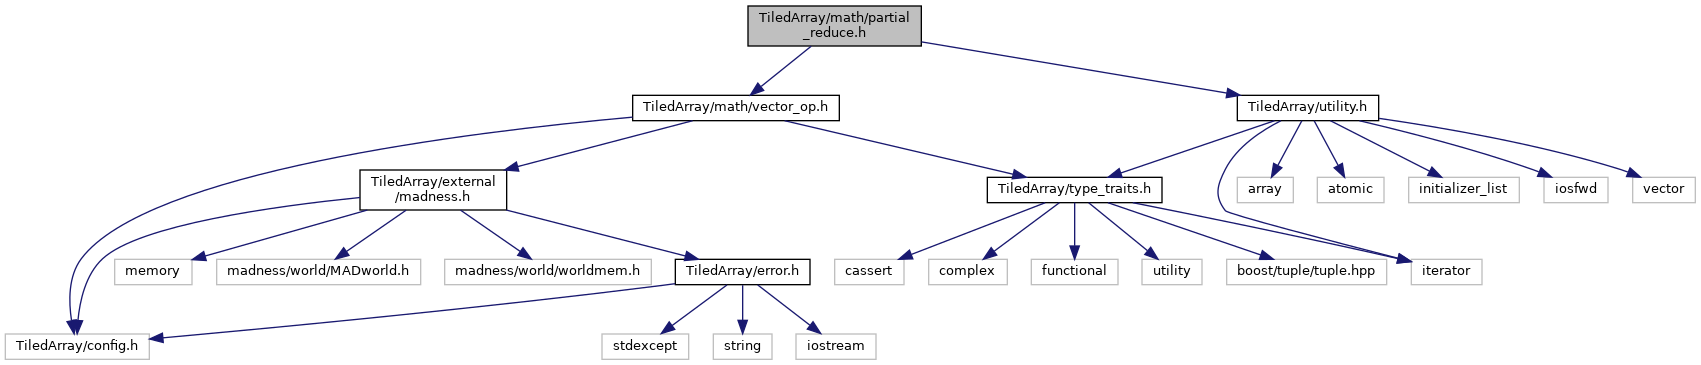 TiledArray/math/partial
_reduce.h
TiledArray/math/vector_op.h
TiledArray/utility.h
TiledArray/external
/madness.h
TiledArray/type_traits.h
array
atomic
initializer_list
iosfwd
vector
memory
madness/world/MADworld.h
madness/world/worldmem.h
TiledArray/error.h
cassert
complex
functional
utility
boost/tuple/tuple.hpp
iterator
TiledArray/config.h
stdexcept
string
iostream